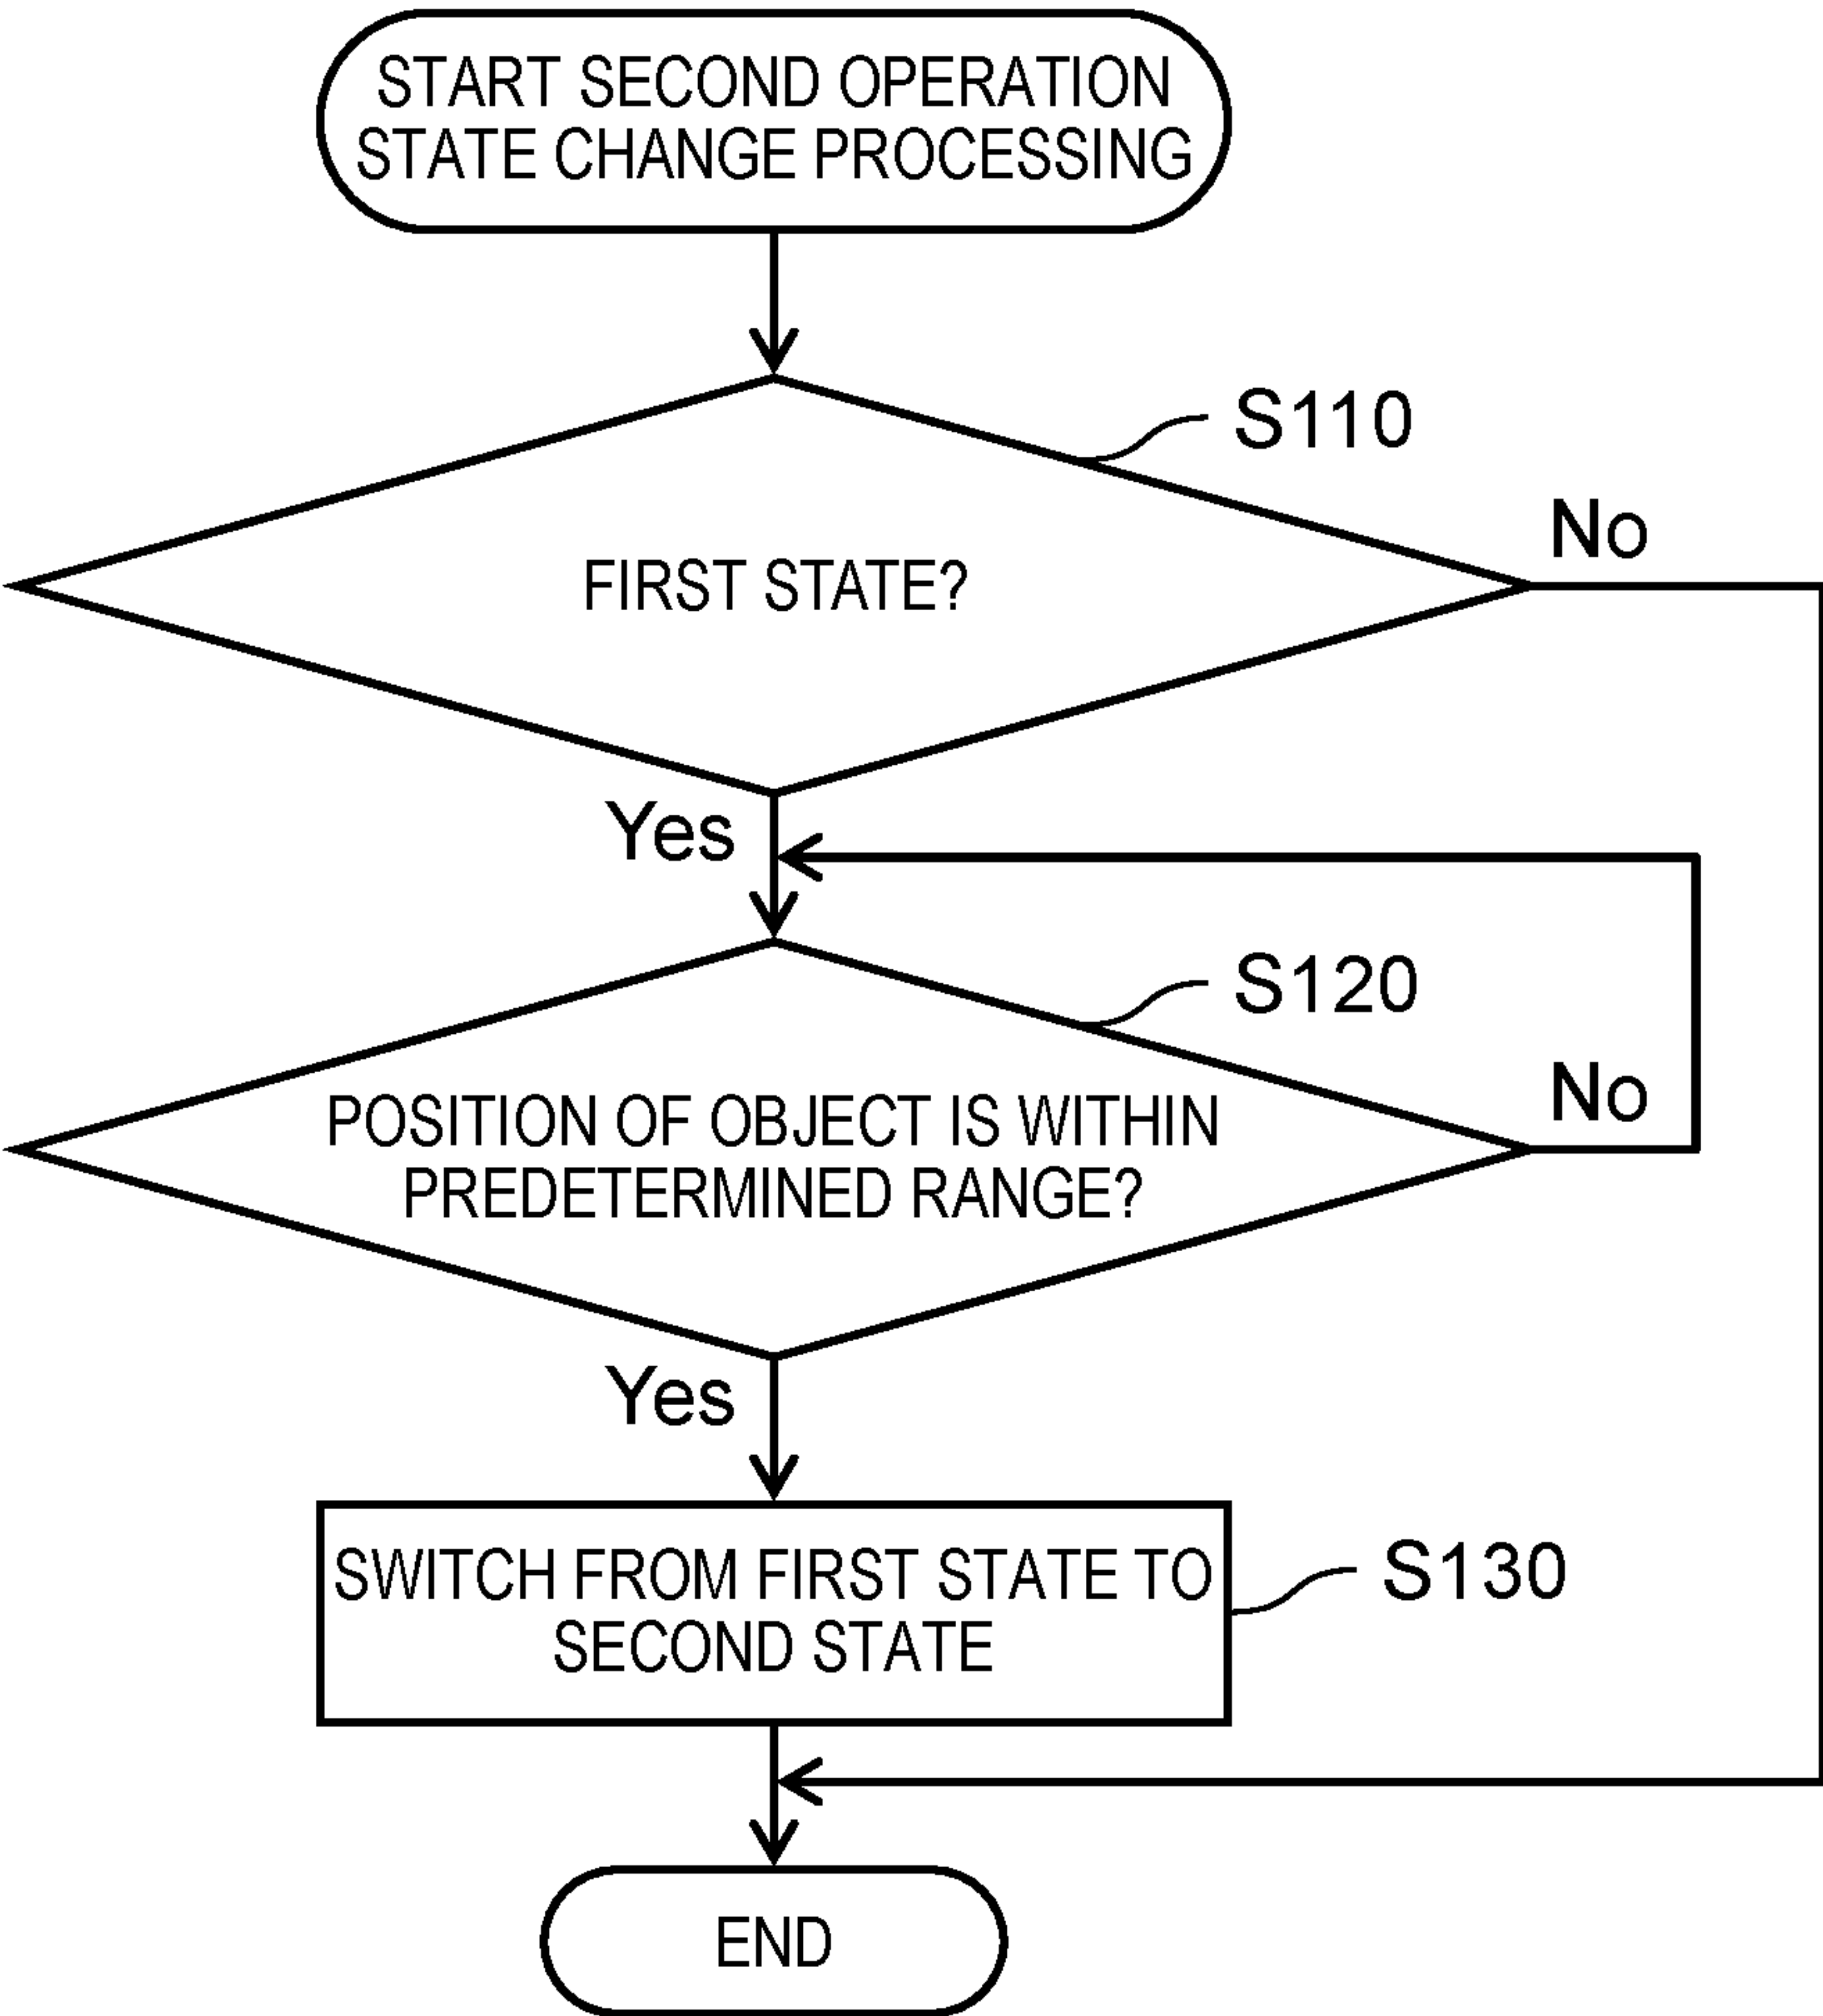 START SECOND OPERATION
STATE CHANGE PROCESSING
S110
No
FIRST STATE?
Yes
S120
No
POSITION OF OBJECT IS WITHIN
PREDETERMINED RANGE?
Yes
SWITCH FROM FIRST STATE TO
SECOND STATE
S130
END